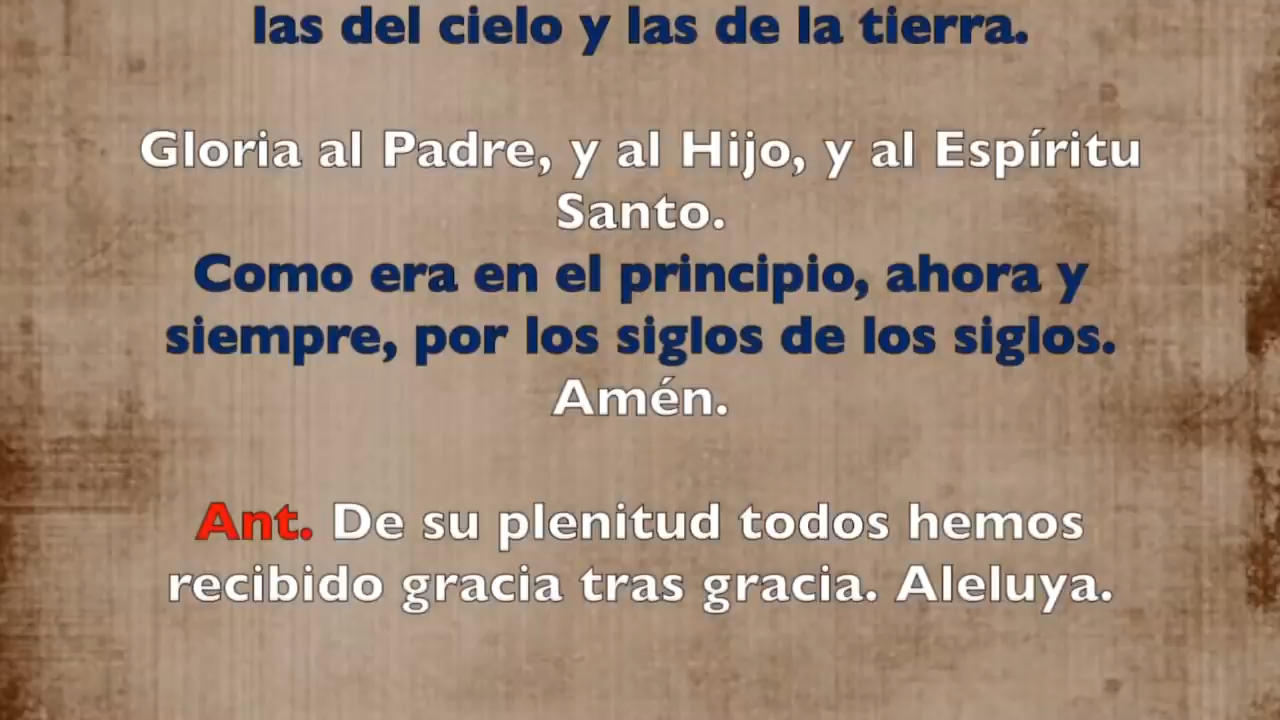 las del cielo y las de la tierra.
Gloria al Padre, y al Hijo, y al Espíritu
Santo.
Como era en el principio, ahora y
siempre, por los siglos de los siglos.
Amén.
Ant. De su plenitud todos hemos
recibido gracia tras gracia. Aleluya.